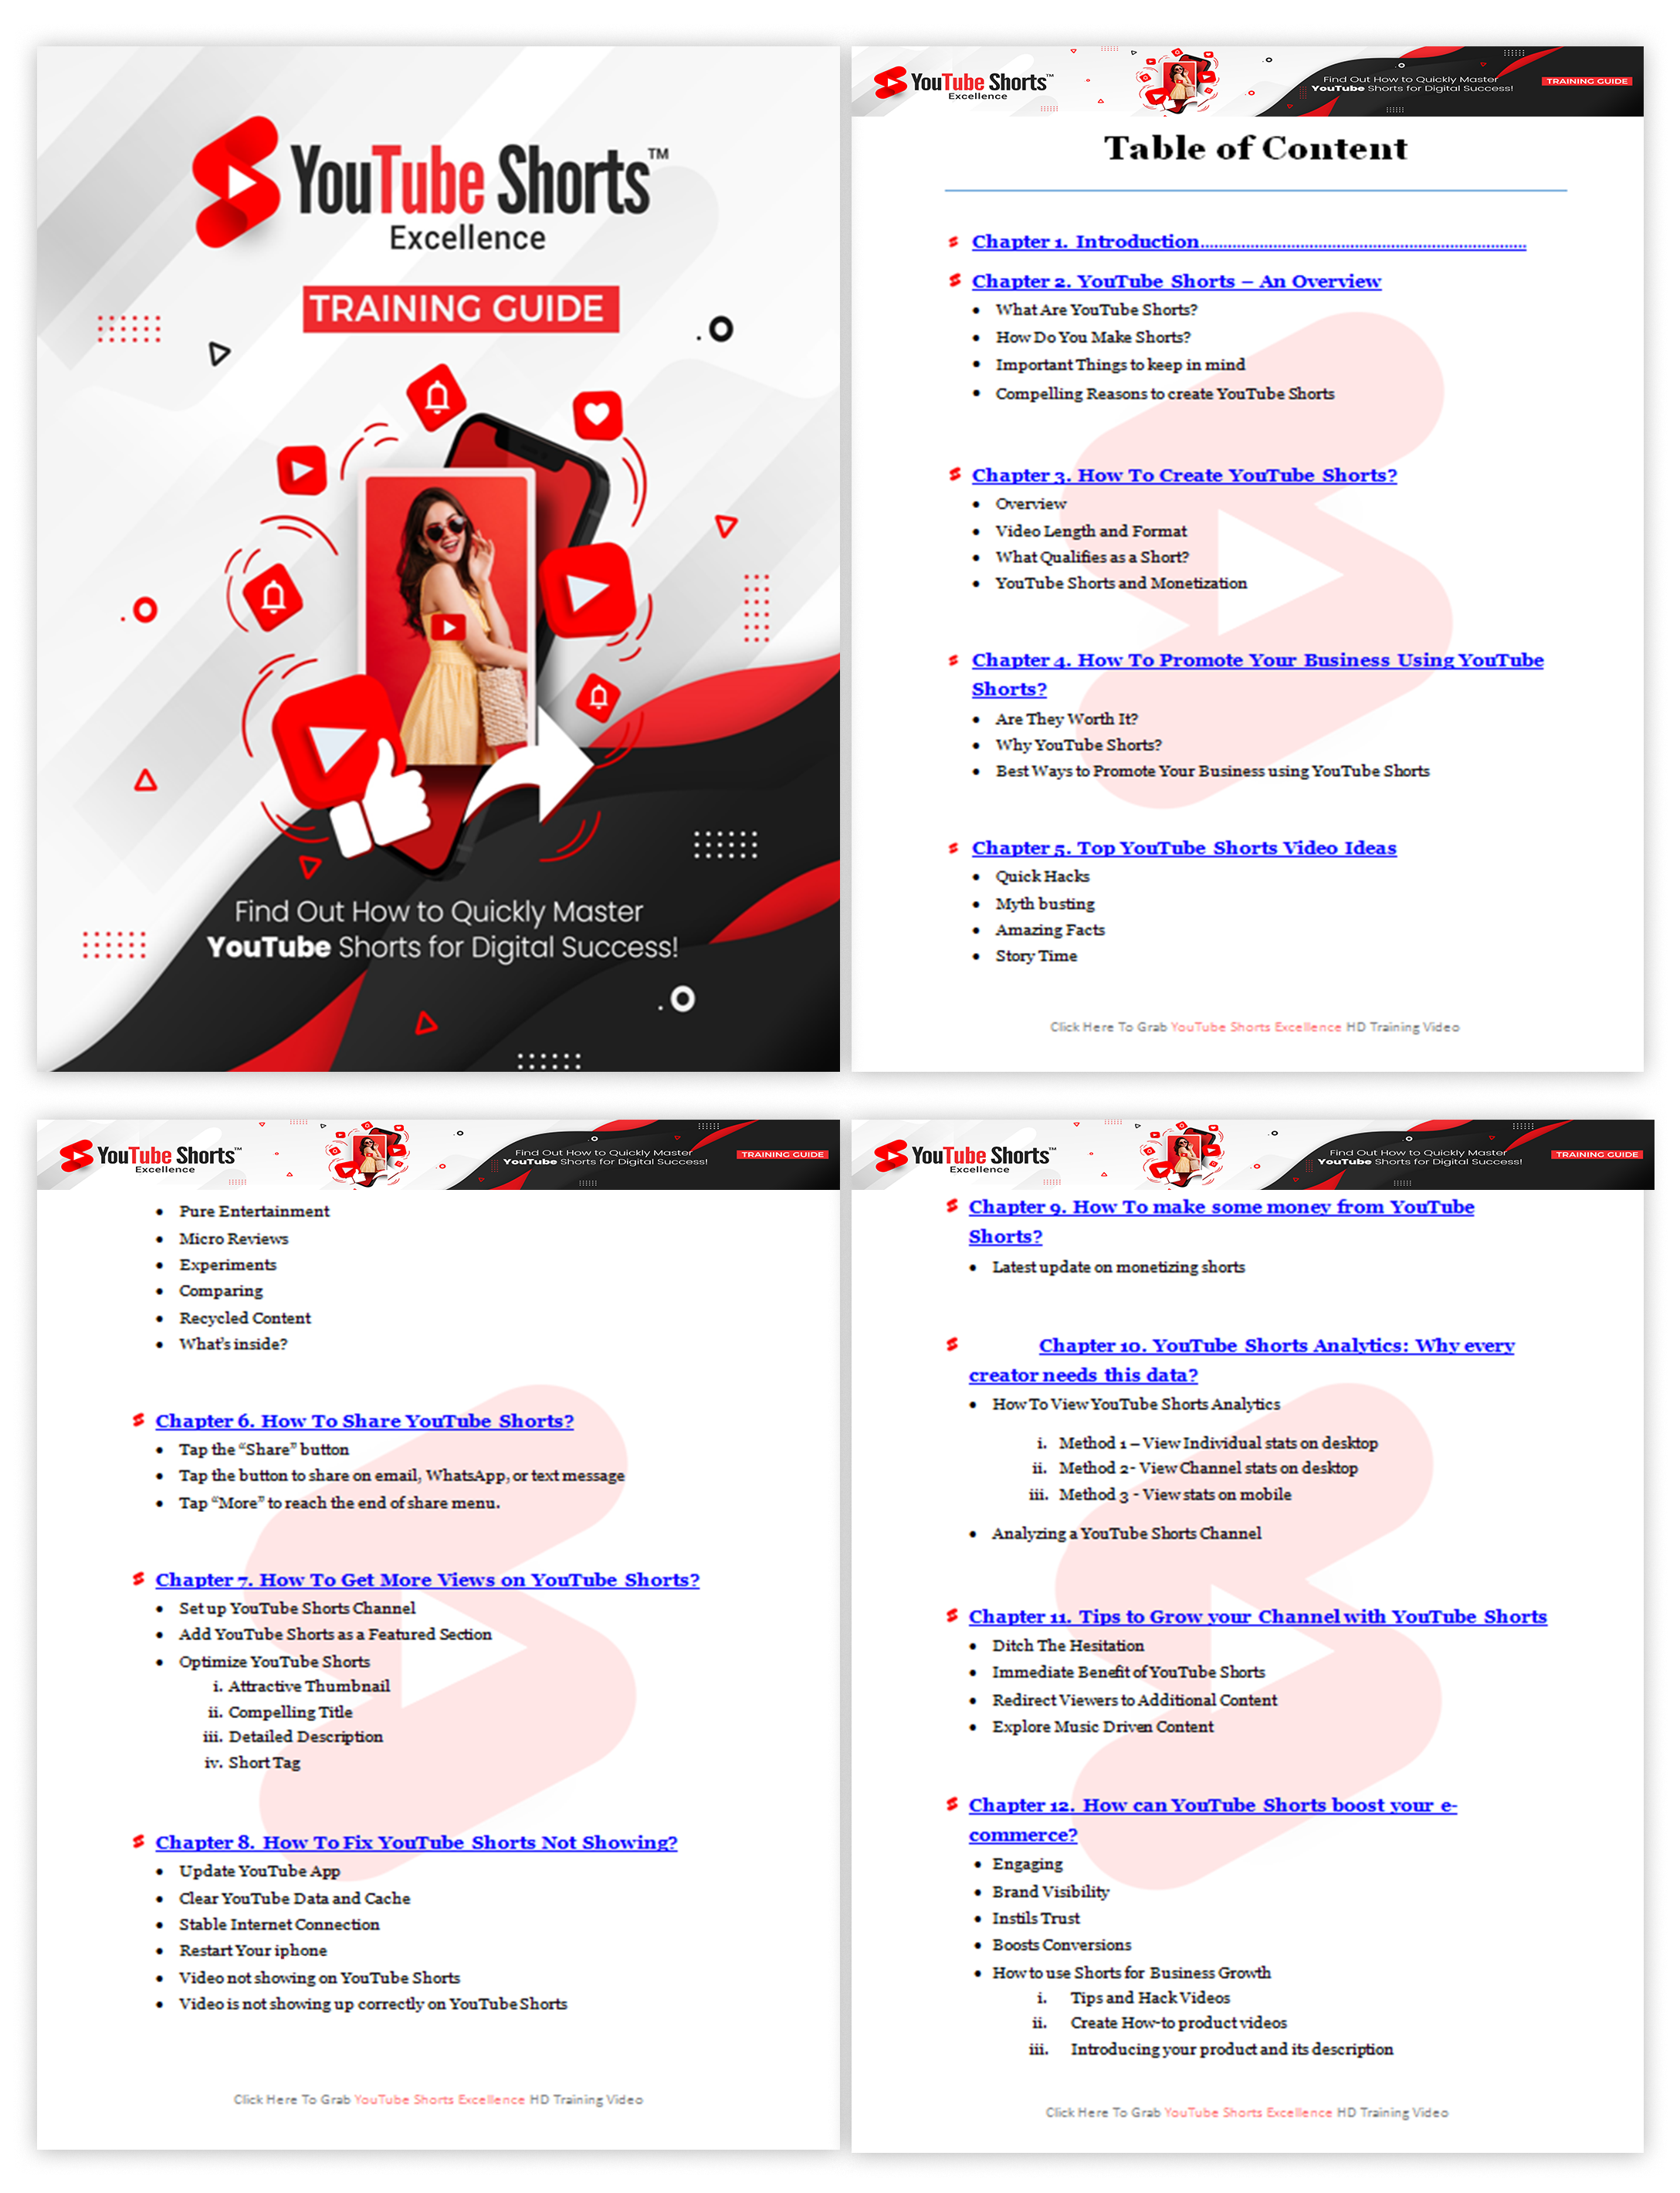 YouTube Shorts™
Excellence
TRAINING GUIDE
Find Out How to Quickly Master
YouTube Shorts for Digital Success!
YouTube Shorts™
Excellence
Find Out How to Quickly Master
YouTube Shorts for Digital Success!
TRAINING GUIDE
Table of Content
Chapter 1. Introduction........................................................................
Chapter 2. YouTube Shorts – An Overview
• What Are YouTube Shorts?
• How Do You Make Shorts?
• Important Things to keep in mind
• Compelling Reasons to create YouTube Shorts
Chapter 3. How To Create YouTube Shorts?
• Overview
• Video Length and Format
• What Qualifies as a Short?
• YouTube Shorts and Monetization
Chapter 4. How To Promote Your Business Using YouTube
Shorts?
• Are They Worth It?
• Why YouTube Shorts?
• Best Ways to Promote Your Business using YouTube Shorts
Chapter 5. Top YouTube Shorts Video Ideas
• Quick Hacks
• Myth busting
• Amazing Facts
• Story Time
Click Here To Grab YouTube Shorts Excellence HD Training Video
YouTube Shorts™
Excellence
Find Out How to Quickly Master
YouTube Shorts for Digital Success!
TRAINING GUIDE
• Pure Entertainment
• Micro Reviews
• Experiments
• Comparing
• Recycled Content
• What's inside?
Chapter 6. How To Share YouTube Shorts?
• Tap the “Share” button
• Tap the button to share on email, WhatsApp, or text message
• Tap “More” to reach the end of share menu.
Chapter 7. How To Get More Views on YouTube Shorts?
• Set up YouTube Shorts Channel
• Add YouTube Shorts as a Featured Section
• Optimize YouTube Shorts
i. Attractive Thumbnail
ii. Compelling Title
iii. Detailed Description
iv. Short Tag
Chapter 8. How To Fix YouTube Shorts Not Showing?
• Update YouTube App
• Clear YouTube Data and Cache
• Stable Internet Connection
• Restart Your iphone
• Video not showing on YouTube Shorts
• Video is not showing up correctly on YouTube Shorts
Click Here To Grab YouTube Shorts Excellence HD Training Video
YouTube Shorts™
Excellence
Find Out How to Quickly Master
YouTube Shorts for Digital Success!
TRAINING GUIDE
Chapter 9. How To make some money from YouTube
Shorts?
• Latest update on monetizing shorts
Chapter 10. YouTube Shorts Analytics: Why every
creator needs this data?
• How To View YouTube Shorts Analytics
i. Method 1 – View Individual stats on desktop
ii. Method 2- View Channel stats on desktop
iii. Method 3 - View stats on mobile
• Analyzing a YouTube Shorts Channel
Chapter 11. Tips to Grow your Channel with YouTube Shorts
• Ditch The Hesitation
• Immediate Benefit of YouTube Shorts
• Redirect Viewers to Additional Content
• Explore Music Driven Content
Chapter 12. How can YouTube Shorts boost your e-
commerce?
• Engaging
• Brand Visibility
• Instils Trust
• Boosts Conversions
• How to use Shorts for Business Growth
i. Tips and Hack Videos
ii. Create How-to product videos
iii. Introducing your product and its description
Click Here To Grab YouTube Shorts Excellence HD Training Video